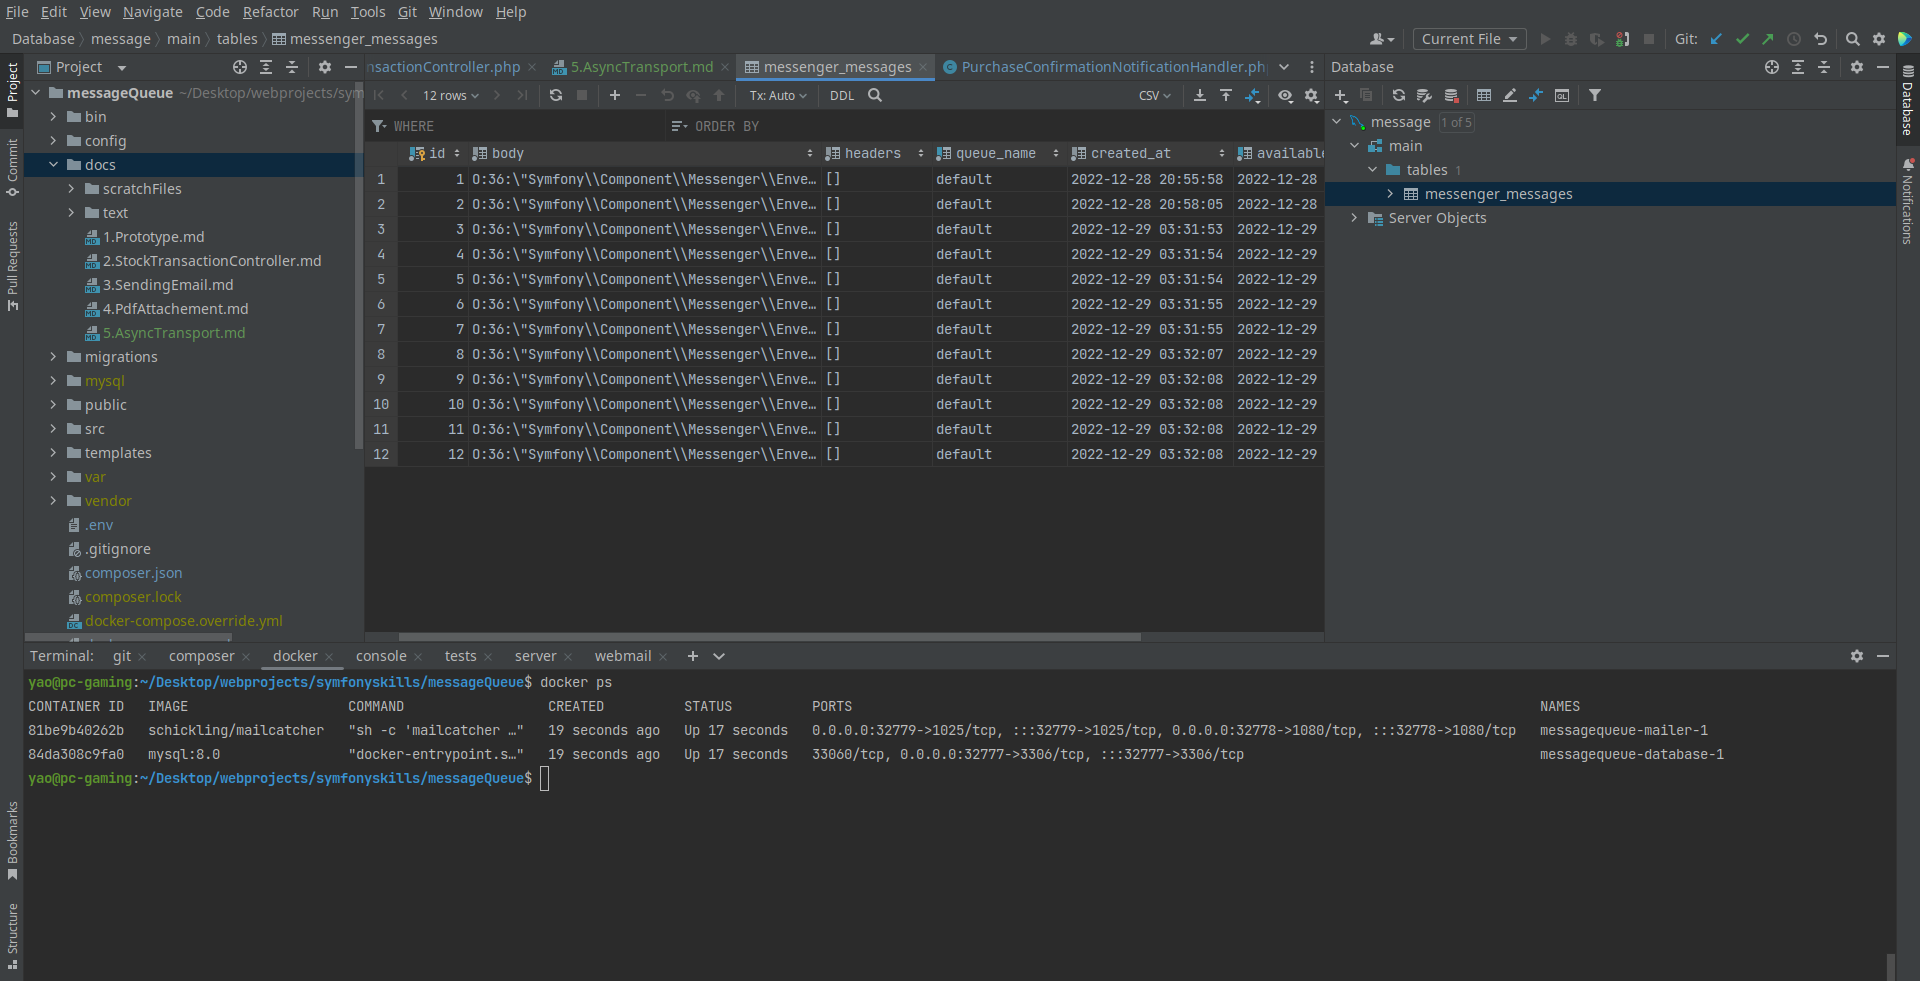 File Edit View Navigate Code Refactor Run Tools Git Window Help
Database message main tables messenger_messages
Current File
Git:
Project
nsactionController.php
5.AsyncTransport.md
messenger_messages
PurchaseConfirmationNotificationHandler.ph
Database
messageQueue ~/Desktop/webprojects/sym
bin
config
docs
scratchFiles
text
1.Prototype.md
2.StockTransactionController.md
3.SendingEmail.md
4.PdfAttachement.md
5.AsyncTransport.md
migrations
mysql
public
src
templates
var
vendor
.env
.gitignore
composer.json
composer.lock
docker-compose.override.yml
12 rows Tx: Auto DDL CSV
WHERE ORDER BY
id body headers queue_name created_at available
1 1 O:36:\"Symfony\\Component\\Messenger\\Enve… [] default 2022-12-28 20:55:58 2022-12-28
2 2 O:36:\"Symfony\\Component\\Messenger\\Enve… [] default 2022-12-28 20:58:05 2022-12-28
3 3 O:36:\"Symfony\\Component\\Messenger\\Enve… [] default 2022-12-29 03:31:53 2022-12-29
4 4 O:36:\"Symfony\\Component\\Messenger\\Enve… [] default 2022-12-29 03:31:54 2022-12-29
5 5 O:36:\"Symfony\\Component\\Messenger\\Enve… [] default 2022-12-29 03:31:54 2022-12-29
6 6 O:36:\"Symfony\\Component\\Messenger\\Enve… [] default 2022-12-29 03:31:55 2022-12-29
7 7 O:36:\"Symfony\\Component\\Messenger\\Enve… [] default 2022-12-29 03:31:55 2022-12-29
8 8 O:36:\"Symfony\\Component\\Messenger\\Enve… [] default 2022-12-29 03:32:07 2022-12-29
9 9 O:36:\"Symfony\\Component\\Messenger\\Enve… [] default 2022-12-29 03:32:08 2022-12-29
10 10 O:36:\"Symfony\\Component\\Messenger\\Enve… [] default 2022-12-29 03:32:08 2022-12-29
11 11 O:36:\"Symfony\\Component\\Messenger\\Enve… [] default 2022-12-29 03:32:08 2022-12-29
12 12 O:36:\"Symfony\\Component\\Messenger\\Enve… [] default 2022-12-29 03:32:08 2022-12-29
message 1 of 5
main
tables 1
messenger_messages
Server Objects
Project
Commit
Pull Requests
Bookmarks
Structure
Database
Notifications
Terminal: git composer docker console tests server webmail
yao@pc-gaming:~/Desktop/webprojects/symfonyskills/messageQueue$ docker ps
CONTAINER ID IMAGE COMMAND CREATED STATUS PORTS NAMES
81be9b40262b schickling/mailcatcher "sh -c 'mailcatcher …" 19 seconds ago Up 17 seconds 0.0.0.0:32779->1025/tcp, :::32779->1025/tcp, 0.0.0.0:32778->1080/tcp, :::32778->1080/tcp messagequeue-mailer-1
84da308c9fa0 mysql:8.0 "docker-entrypoint.s…" 19 seconds ago Up 17 seconds 33060/tcp, 0.0.0.0:32777->3306/tcp, :::32777->3306/tcp messagequeue-database-1
yao@pc-gaming:~/Desktop/webprojects/symfonyskills/messageQueue$